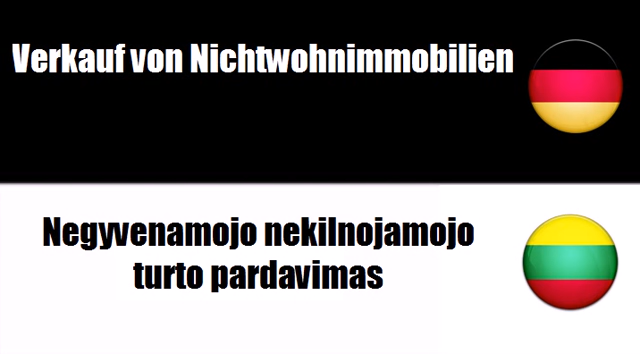 Verkauf von Nichtwohnimmobilien
Negyvenamojo nekilnojamojo
turto pardavimas